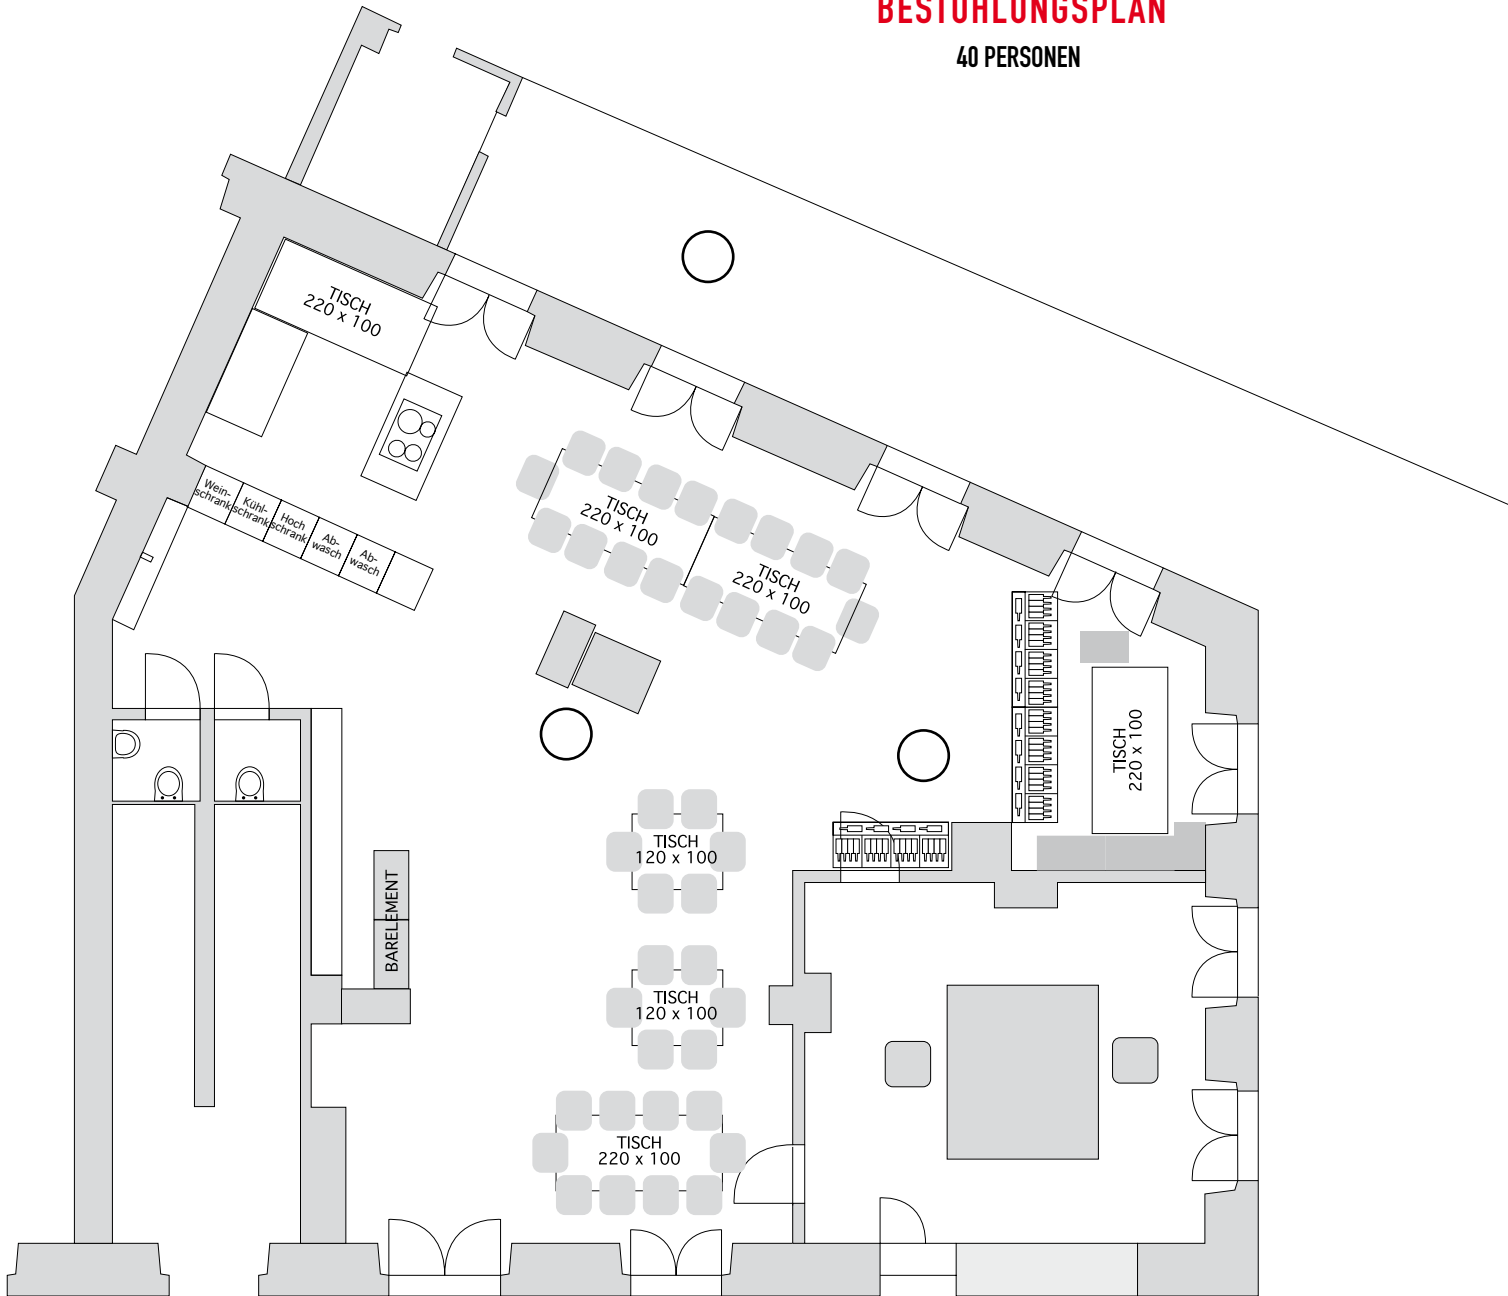 BESTUHLUNGSPLAN
40 PERSONEN
TISCH
220 x 100
Wein-
schrank
Kühl-
schrank
Hoch
schrank
Ab-
wasch
Ab-
wasch
TISCH
220 x 100
TISCH
220 x 100
TISCH
220 x 100
TISCH
120 x 100
BARELEMENT
TISCH
120 x 100
TISCH
220 x 100